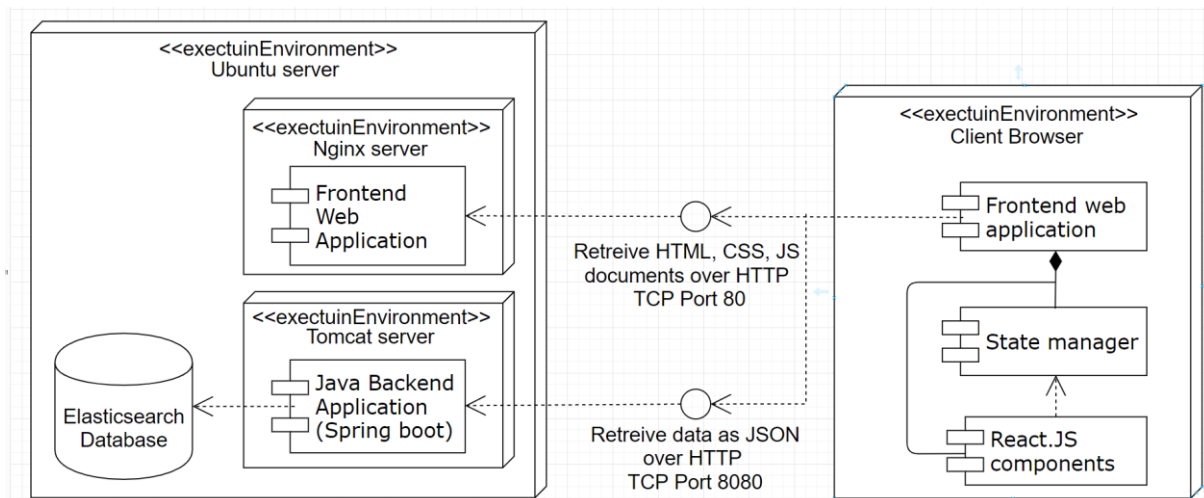 <<exectuinEnvironment>>
Ubuntu server
<<exectuinEnvironment>>
Nginx server
Frontend
Web
Application
<<exectuinEnvironment>>
Tomcat server
Java Backend
Application
(Spring boot)
Elasticsearch
Database
Retreive HTML, CSS, JS
documents over HTTP
TCP Port 80
Retreive data as JSON
over HTTP
TCP Port 8080
<<exectuinEnvironment>>
Client Browser
Frontend web
application
State manager
React.JS
components